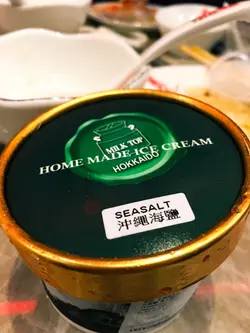 MILK TOP
HOME MADE ICE CREAM
HOKKAIDO
SEASALT
沖繩海鹽